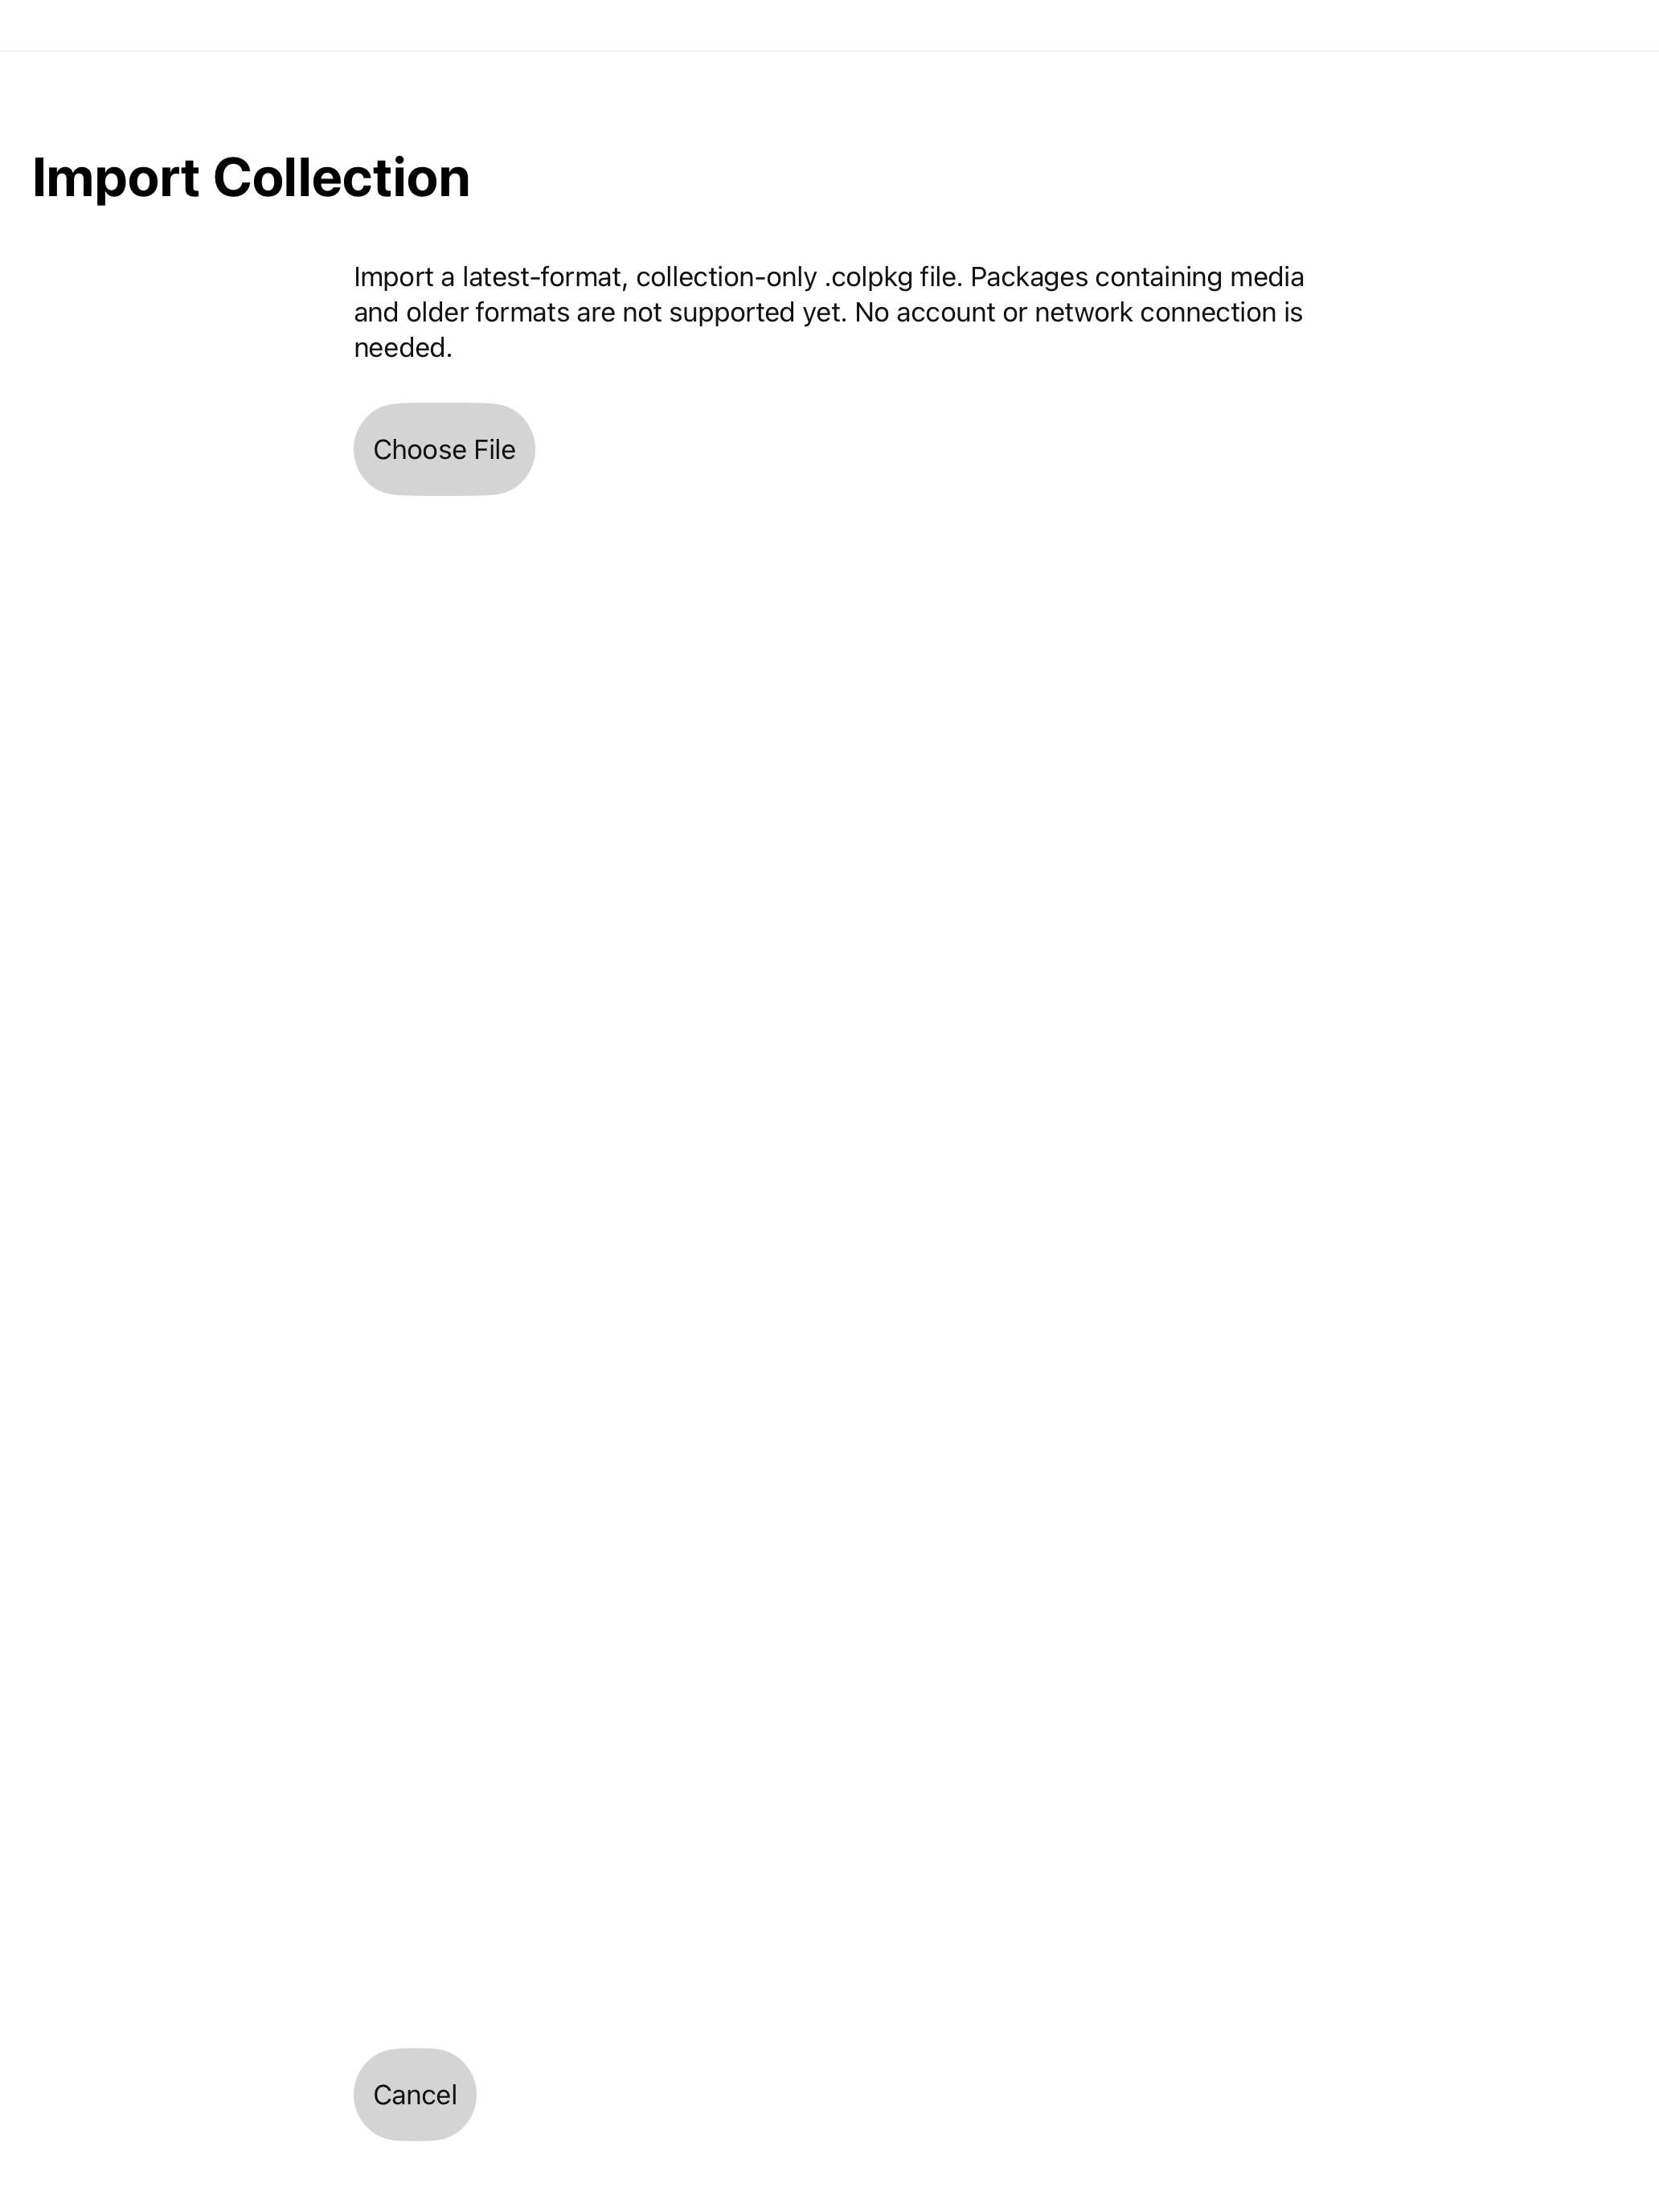 Import Collection
Import a latest-format, collection-only .colpkg file. Packages containing media
and older formats are not supported yet. No account or network connection is
needed.
Choose File
Cancel